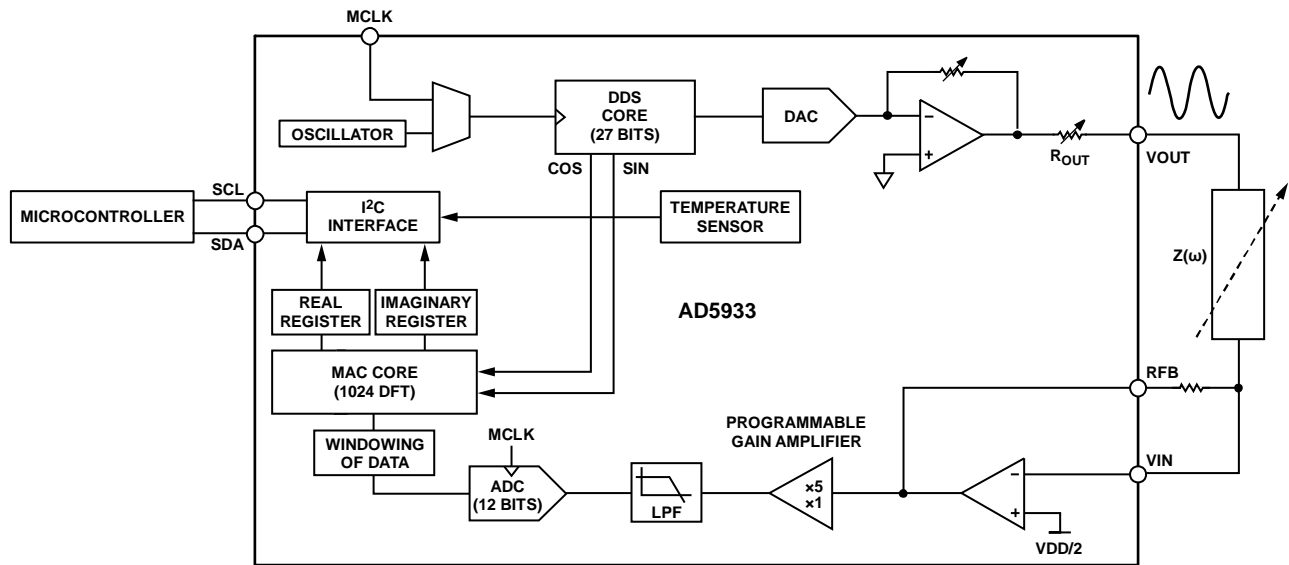 MCLK
OSCILLATOR
DDS
CORE
(27 BITS)
DAC
R_OUT
VOUT
COS
SIN
SCL
MICROCONTROLLER
SDA
I²C
INTERFACE
TEMPERATURE
SENSOR
Z(ω)
REAL
REGISTER
IMAGINARY
REGISTER
AD5933
MAC CORE
(1024 DFT)
RFB
WINDOWING
OF DATA
MCLK
ADC
(12 BITS)
LPF
PROGRAMMABLE
GAIN AMPLIFIER
×5
×1
VIN
VDD/2